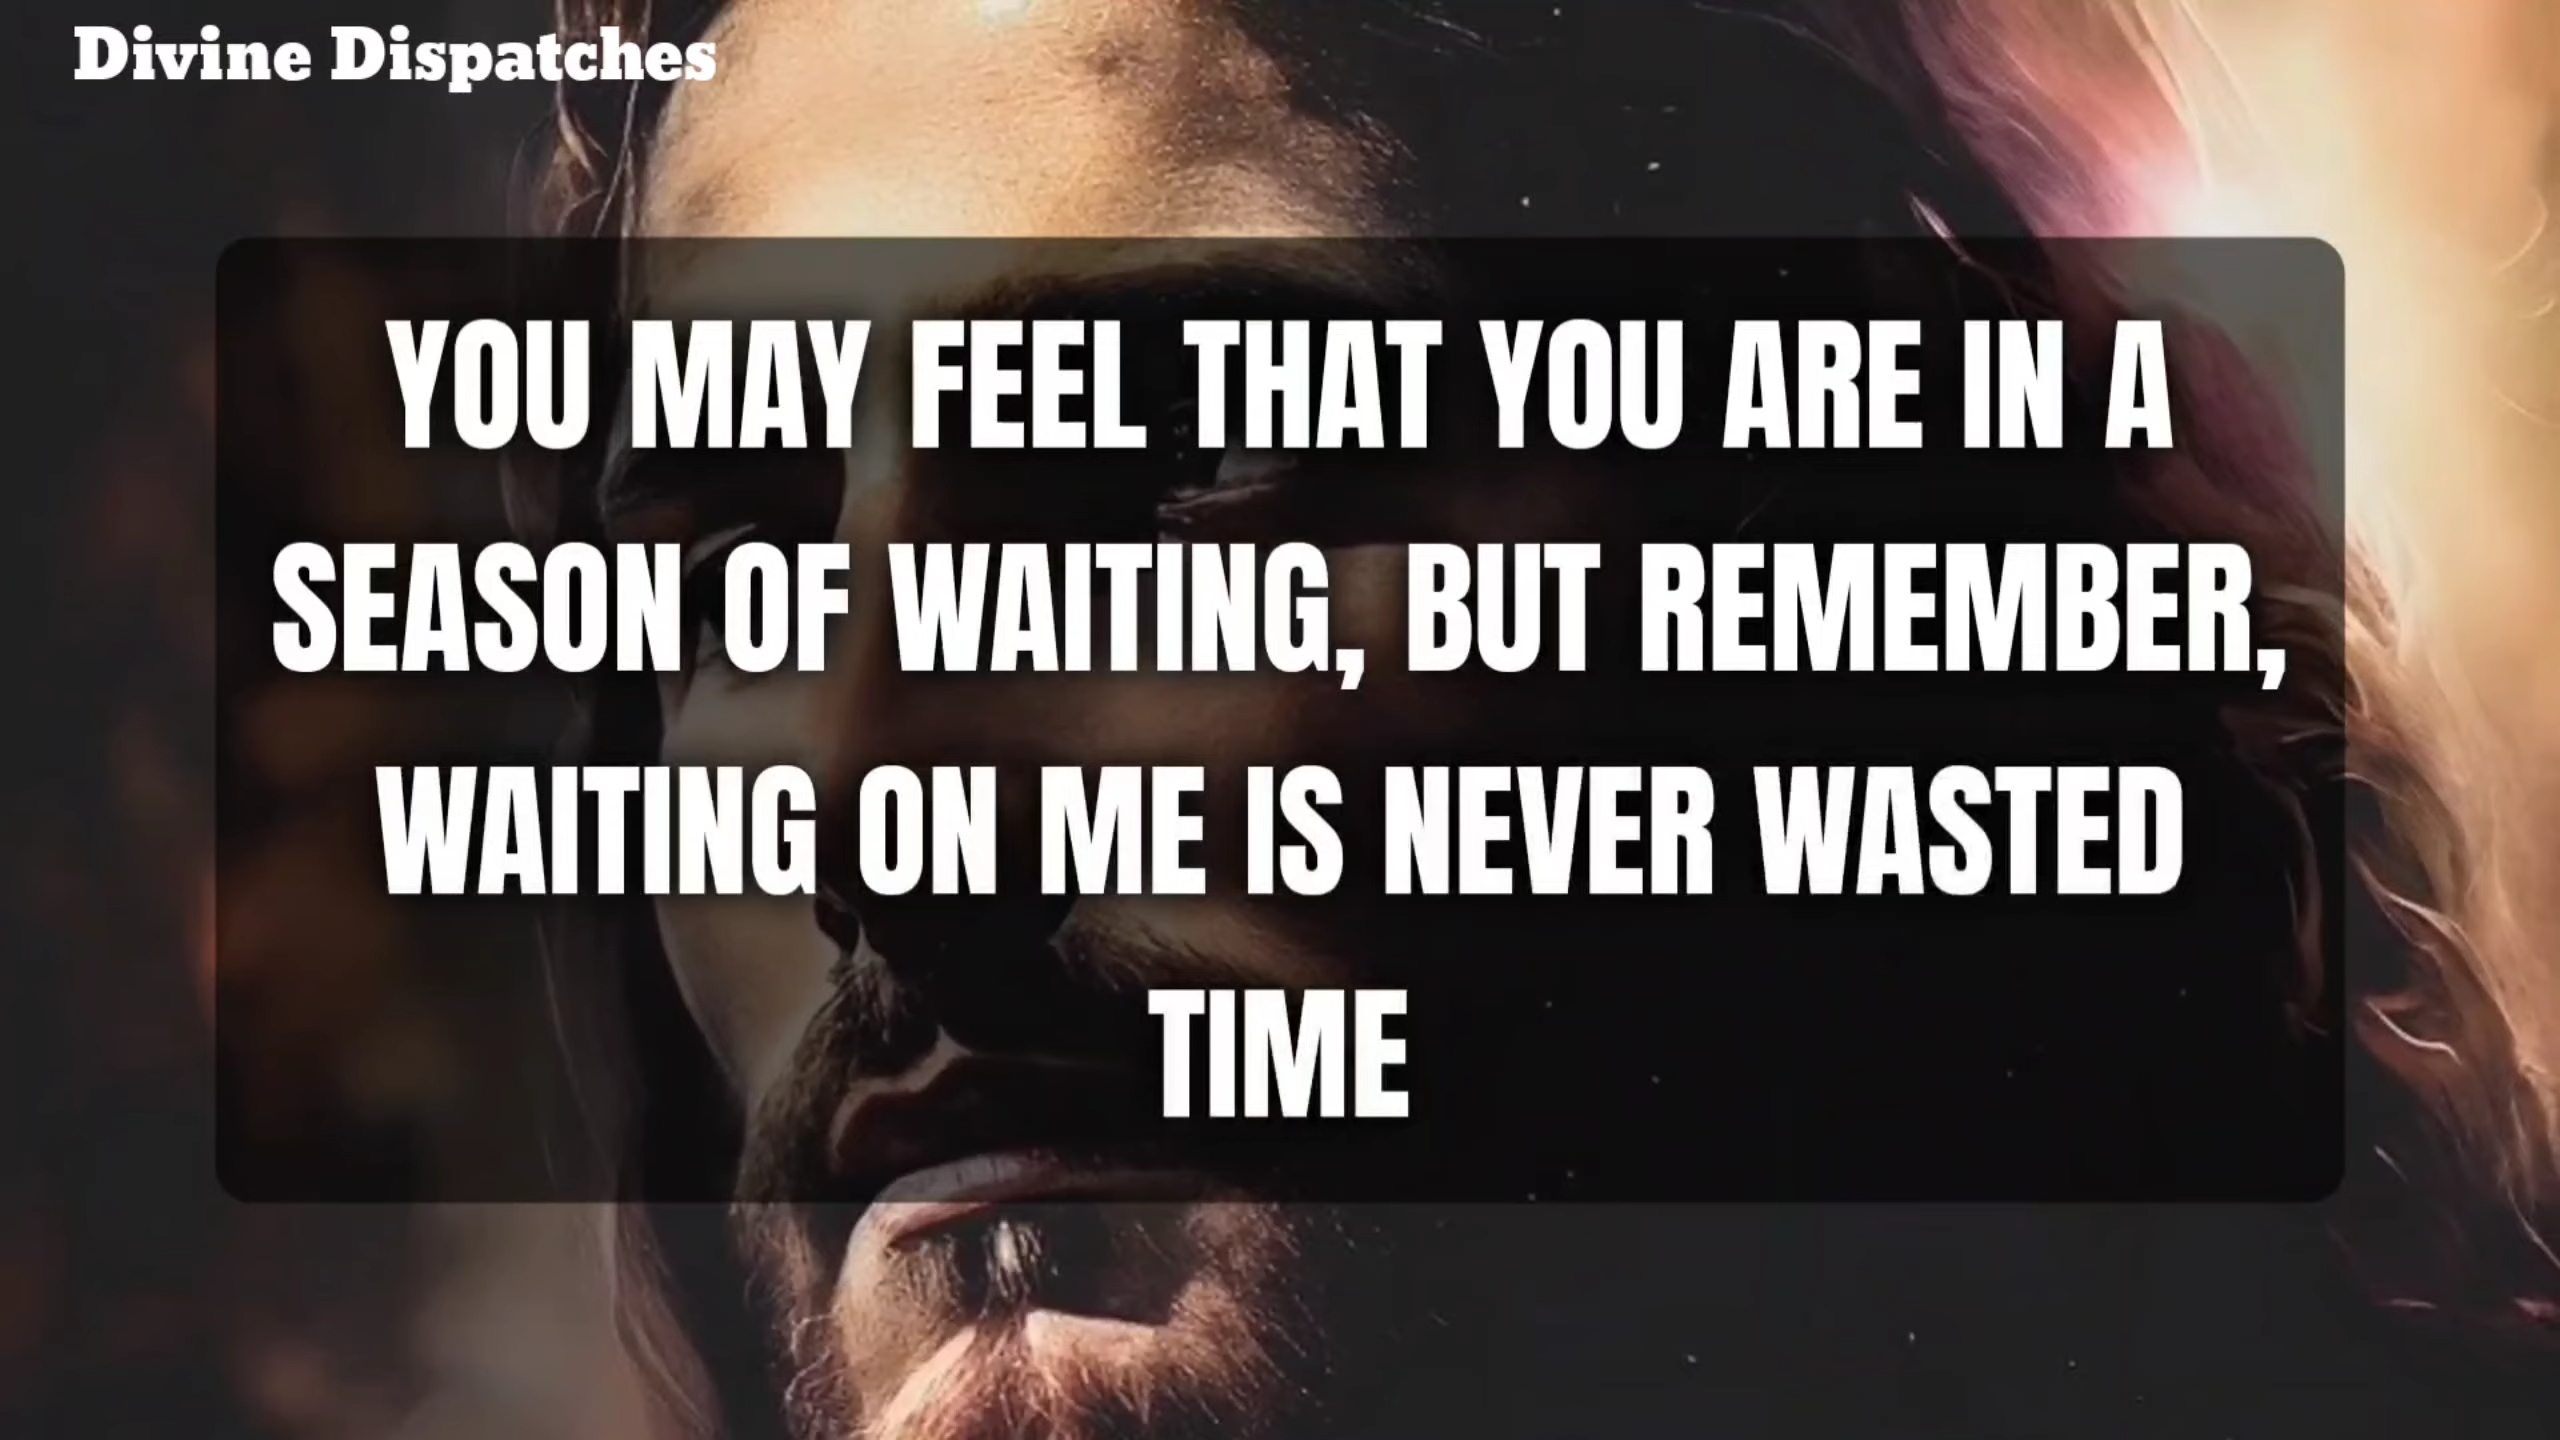 Divine Dispatches
YOU MAY FEEL THAT YOU ARE IN A
SEASON OF WAITING, BUT REMEMBER,
WAITING ON ME IS NEVER WASTED
TIME